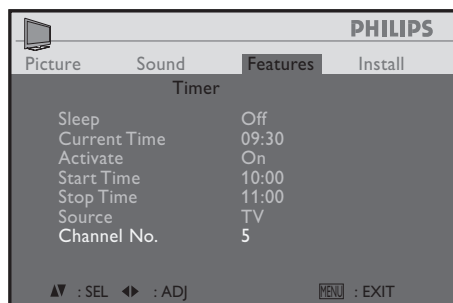 PHILIPS
Picture Sound Features Install
Timer
Sleep Off
Current Time 09:30
Activate On
Start Time 10:00
Stop Time 11:00
Source TV
Channel No. 5
▲▼ : SEL ◀▶ : ADJ MENU : EXIT